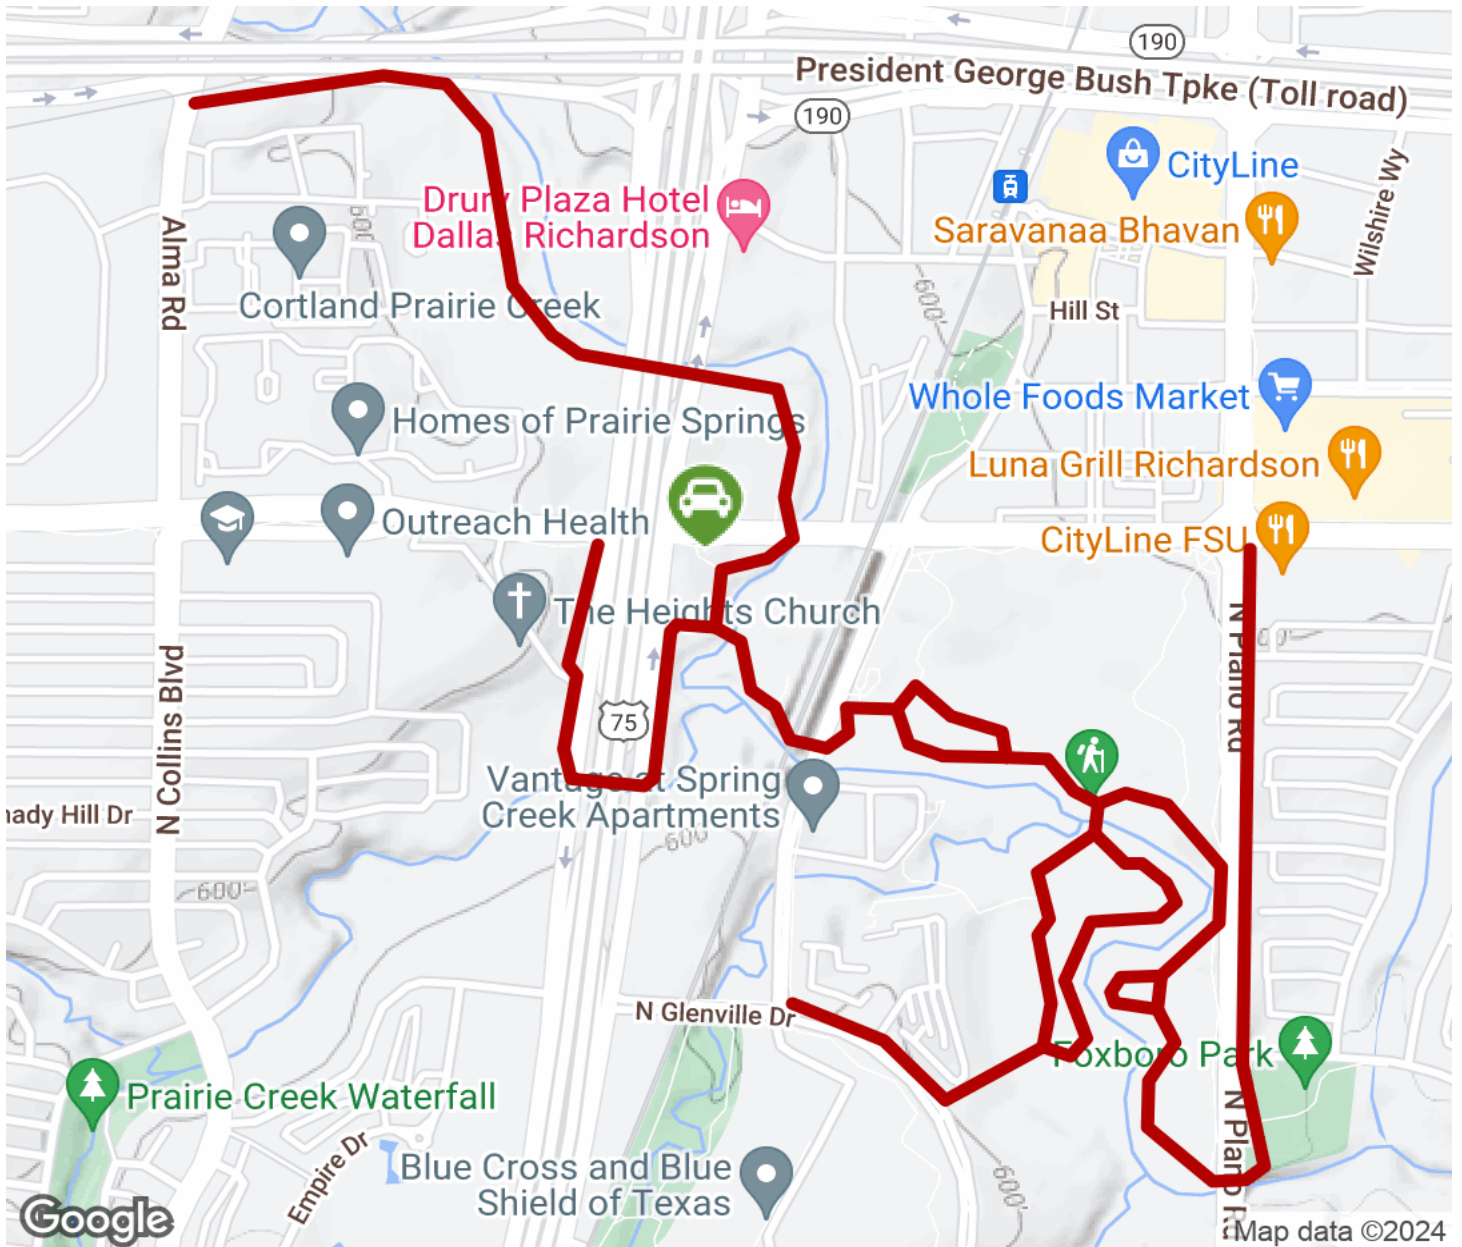 190
President George Bush Tpke (Toll road)
190
CityLine
Wilshire Wy
Drury Plaza Hotel
Dallas Richardson
Saravanaa Bhavan
600'
600'
Alma Rd
Cortland Prairie Creek
Hill St
Whole Foods Market
Homes of Prairie Springs
Luna Grill Richardson
Outreach Health
CityLine FSU
The Heights Church
N Plano Rd
600'
N Collins Blvd
75
Vantage at Spring
Creek Apartments
hady Hill Dr
600'
600'
N Glenville Dr
Foxboro Park
Prairie Creek Waterfall
N Plano Rd
Empire Dr
Blue Cross and Blue
Shield of Texas
600'
Google
Map data ©2024